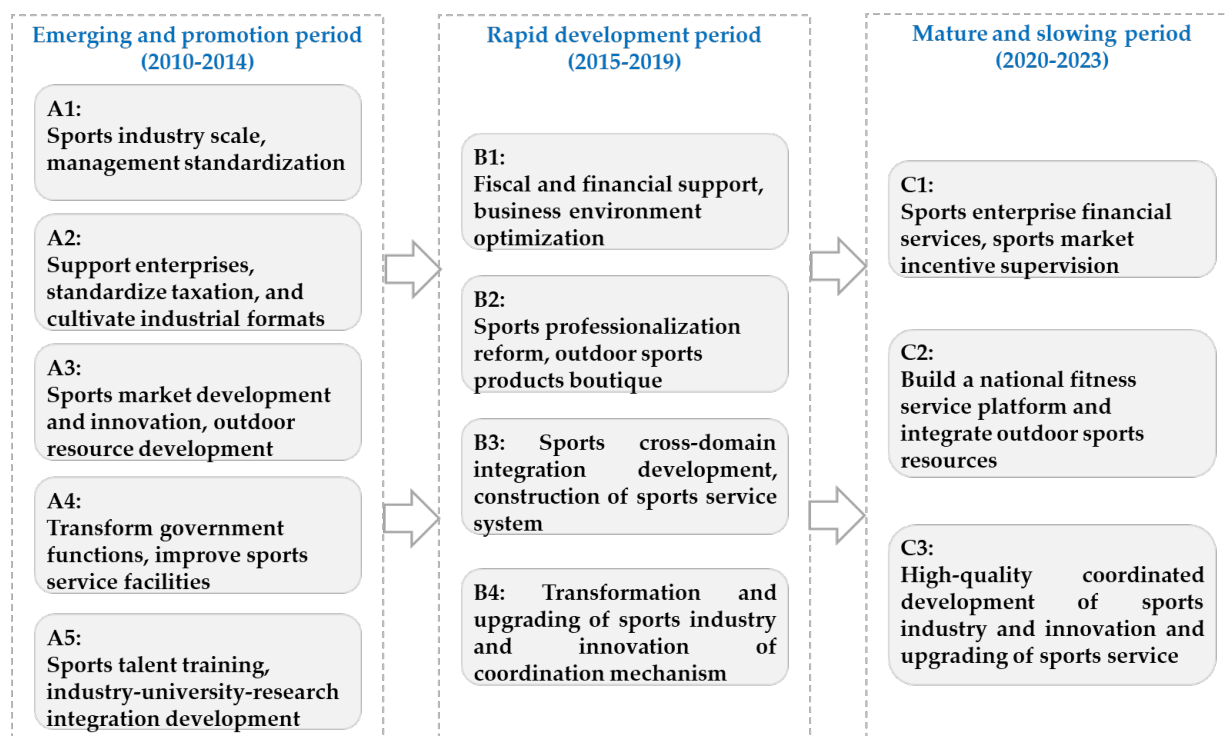 Emerging and promotion period
(2010-2014)
A1:
Sports industry scale,
management standardization
A2:
Support enterprises,
standardize taxation, and
cultivate industrial formats
A3:
Sports market development
and innovation, outdoor
resource development
A4:
Transform government
functions, improve sports
service facilities
A5:
Sports talent training,
industry-university-research
integration development
Rapid development period
(2015-2019)
B1:
Fiscal and financial support,
business environment
optimization
B2:
Sports professionalization
reform, outdoor sports
products boutique
B3: Sports cross-domain
integration development,
construction of sports service
system
B4: Transformation and
upgrading of sports industry
and innovation of
coordination mechanism
Mature and slowing period
(2020-2023)
C1:
Sports enterprise financial
services, sports market
incentive supervision
C2:
Build a national fitness
service platform and
integrate outdoor sports
resources
C3:
High-quality coordinated
development of sports
industry and innovation and
upgrading of sports service